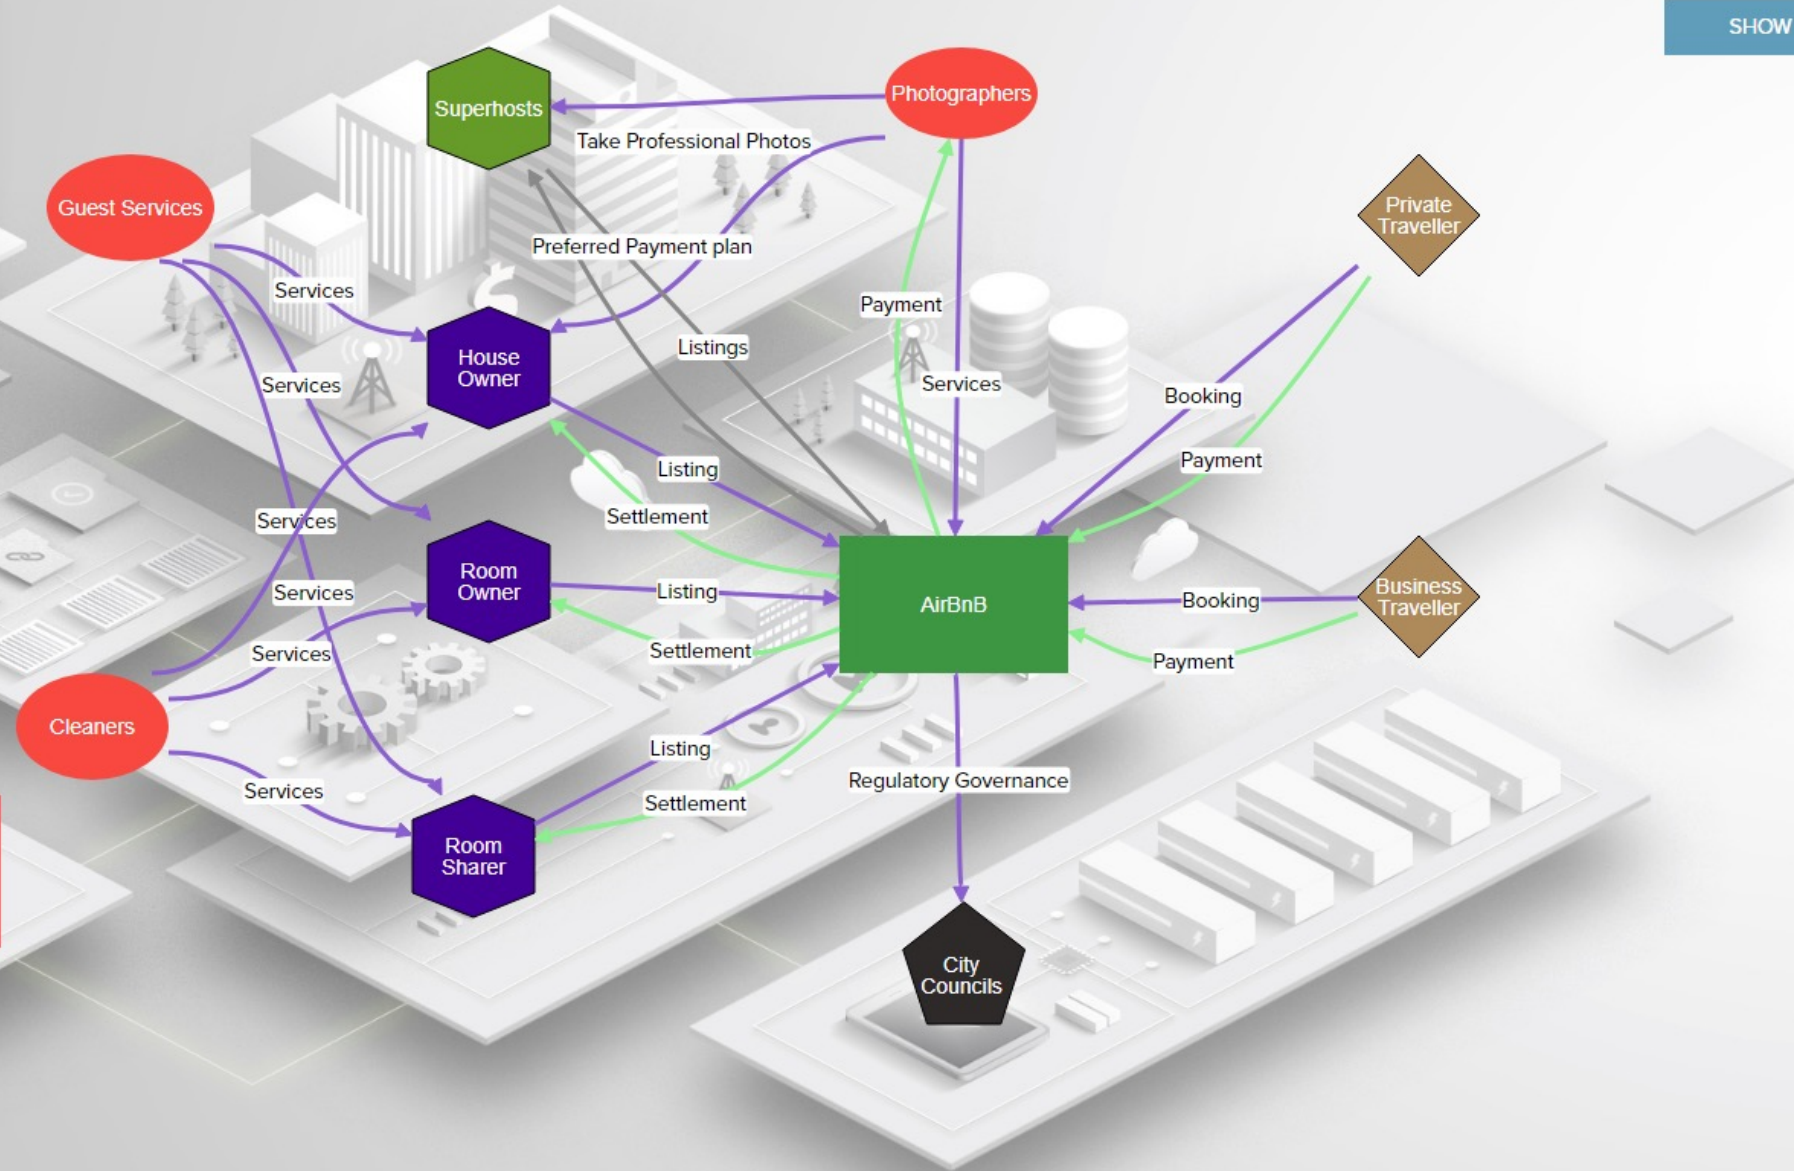 SHOW
Superhosts
Photographers
Take Professional Photos
Guest Services
Private
Traveller
Preferred Payment plan
Services
Payment
Listings
House
Owner
Services
Services
Booking
Payment
Listing
Settlement
Services
Room
Owner
Listing
Services
AirBnB
Booking
Business
Traveller
Settlement
Services
Payment
Cleaners
Listing
Regulatory Governance
Services
Settlement
Room
Sharer
City
Councils